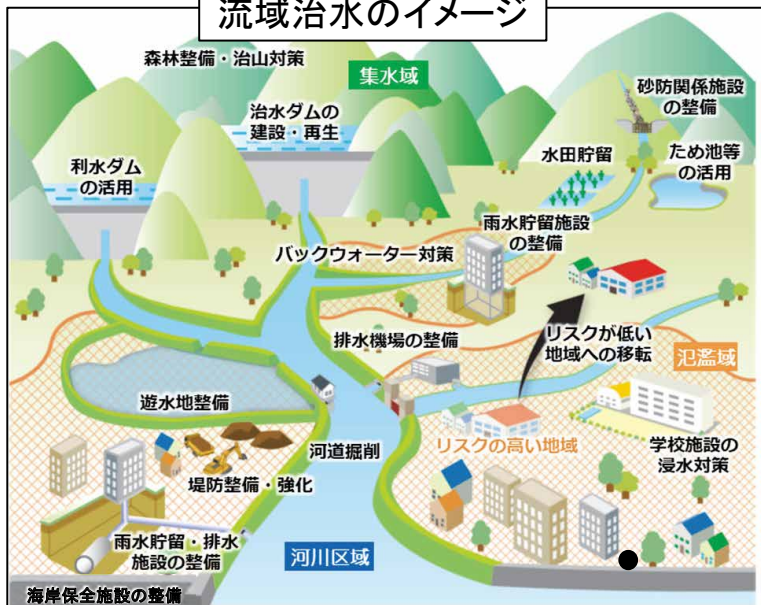 流域治水のイメージ
森林整備・治山対策
集水域
砂防関係施設
の整備
治水ダムの
建設・再生
水田貯留
ため池等
の活用
利水ダム
の活用
雨水貯留施設
の整備
バックウォーター対策
排水機場の整備
リスクが低い
地域への移転
氾濫域
遊水地整備
河道掘削
リスクの高い地域
学校施設の
浸水対策
堤防整備・強化
雨水貯留・排水
施設の整備
河川区域
海岸保全施設の整備